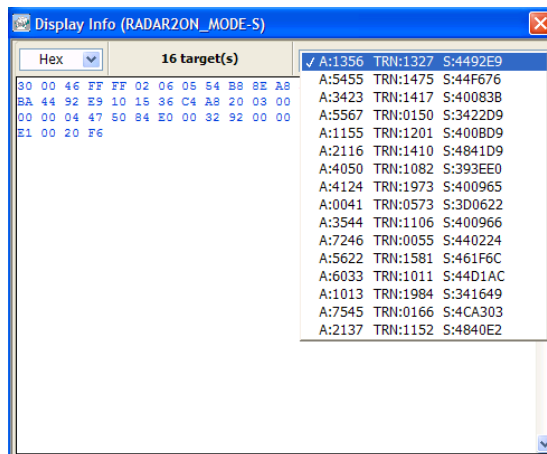 Display Info (RADAR2ON_MODE-S)
Hex
16 target(s)
30 00 46 FF FF 02 06 05 54 B8 8E A8
BA 44 92 E9 10 15 36 C4 A8 20 03 00
00 00 04 47 50 84 E0 00 32 92 00 00
E1 00 20 F6
✓ A:1356 TRN:1327 S:4492E9
A:5455 TRN:1475 S:44F676
A:3423 TRN:1417 S:40083B
A:5567 TRN:0150 S:3422D9
A:1155 TRN:1201 S:400BD9
A:2116 TRN:1410 S:4841D9
A:4050 TRN:1082 S:393EE0
A:4124 TRN:1973 S:400965
A:0041 TRN:0573 S:3D0622
A:3544 TRN:1106 S:400966
A:7246 TRN:0055 S:440224
A:5622 TRN:1581 S:461F6C
A:6033 TRN:1011 S:44D1AC
A:1013 TRN:1984 S:341649
A:7545 TRN:0166 S:4CA303
A:2137 TRN:1152 S:4840E2